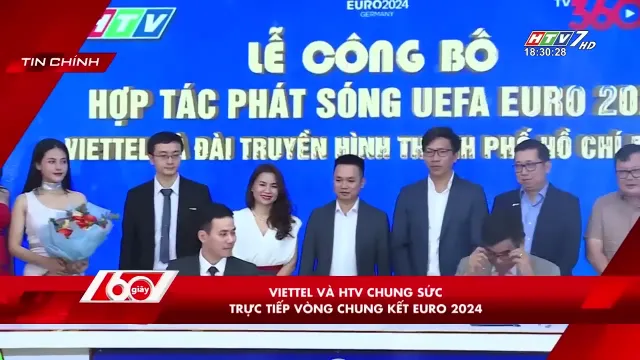 EURO2024
GERMANY
TV360
HTV
HTV7 HD
18:30:28
TIN CHÍNH
LỄ CÔNG BỐ
HỢP TÁC PHÁT SÓNG UEFA EURO 20
VIETTEL VÀ ĐÀI TRUYỀN HÌNH THÀNH PHỐ HỒ CHÍ
60 giây
VIETTEL VÀ HTV CHUNG SỨC
TRỰC TIẾP VÒNG CHUNG KẾT EURO 2024